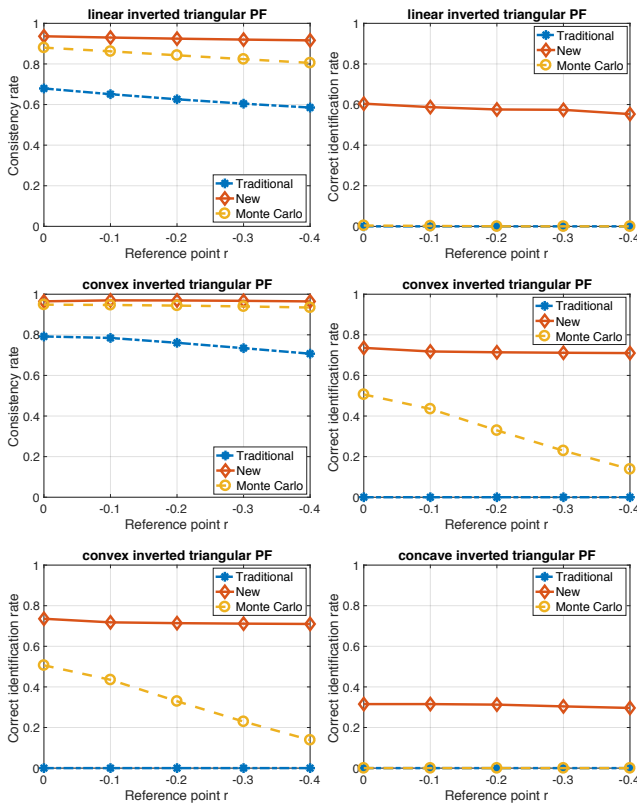 linear inverted triangular PF
1
0.8
0.6
0.4
0.2
0
Consistency rate
Traditional
New
Monte Carlo
0 -0.1 -0.2 -0.3 -0.4
Reference point r
linear inverted triangular PF
1
0.8
0.6
0.4
0.2
0
Correct identification rate
Traditional
New
Monte Carlo
0 -0.1 -0.2 -0.3 -0.4
Reference point r
convex inverted triangular PF
1
0.8
0.6
0.4
0.2
0
Consistency rate
Traditional
New
Monte Carlo
0 -0.1 -0.2 -0.3 -0.4
Reference point r
convex inverted triangular PF
1
0.8
0.6
0.4
0.2
0
Correct identification rate
Traditional
New
Monte Carlo
0 -0.1 -0.2 -0.3 -0.4
Reference point r
convex inverted triangular PF
1
0.8
0.6
0.4
0.2
0
Correct identification rate
Traditional
New
Monte Carlo
0 -0.1 -0.2 -0.3 -0.4
Reference point r
concave inverted triangular PF
1
0.8
0.6
0.4
0.2
0
Correct identification rate
Traditional
New
Monte Carlo
0 -0.1 -0.2 -0.3 -0.4
Reference point r